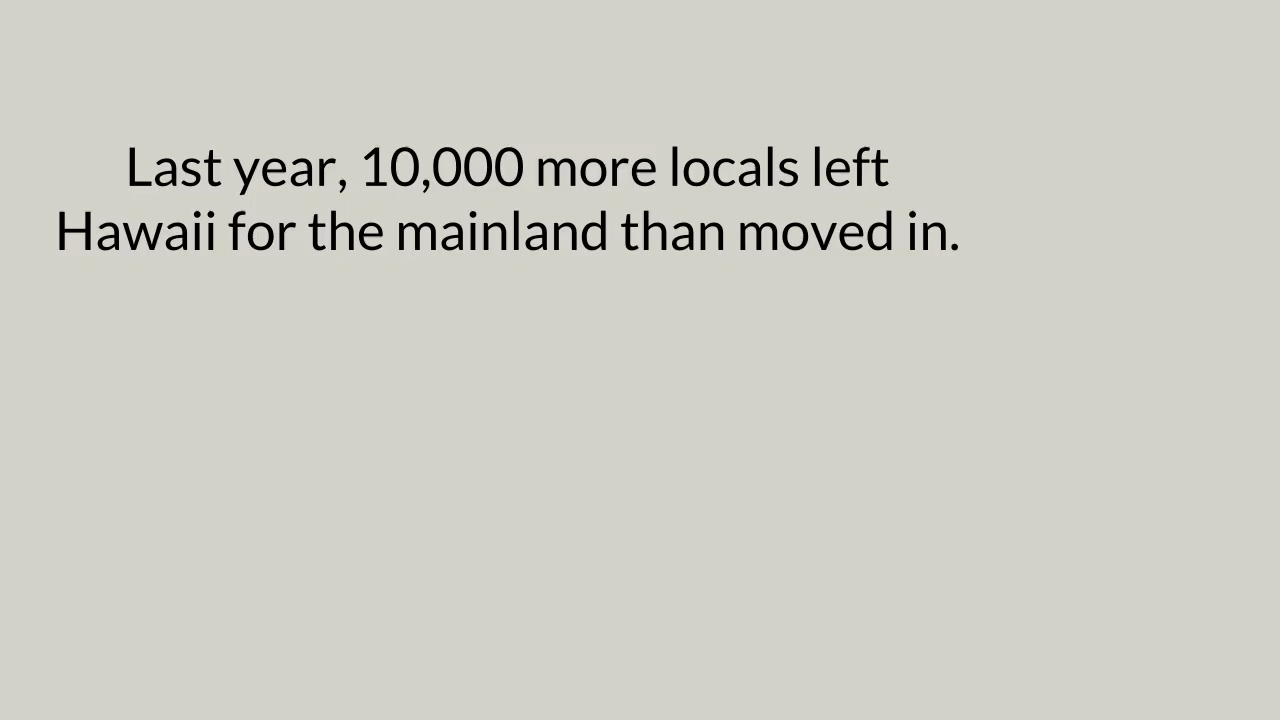 Last year, 10,000 more locals left
Hawaii for the mainland than moved in.